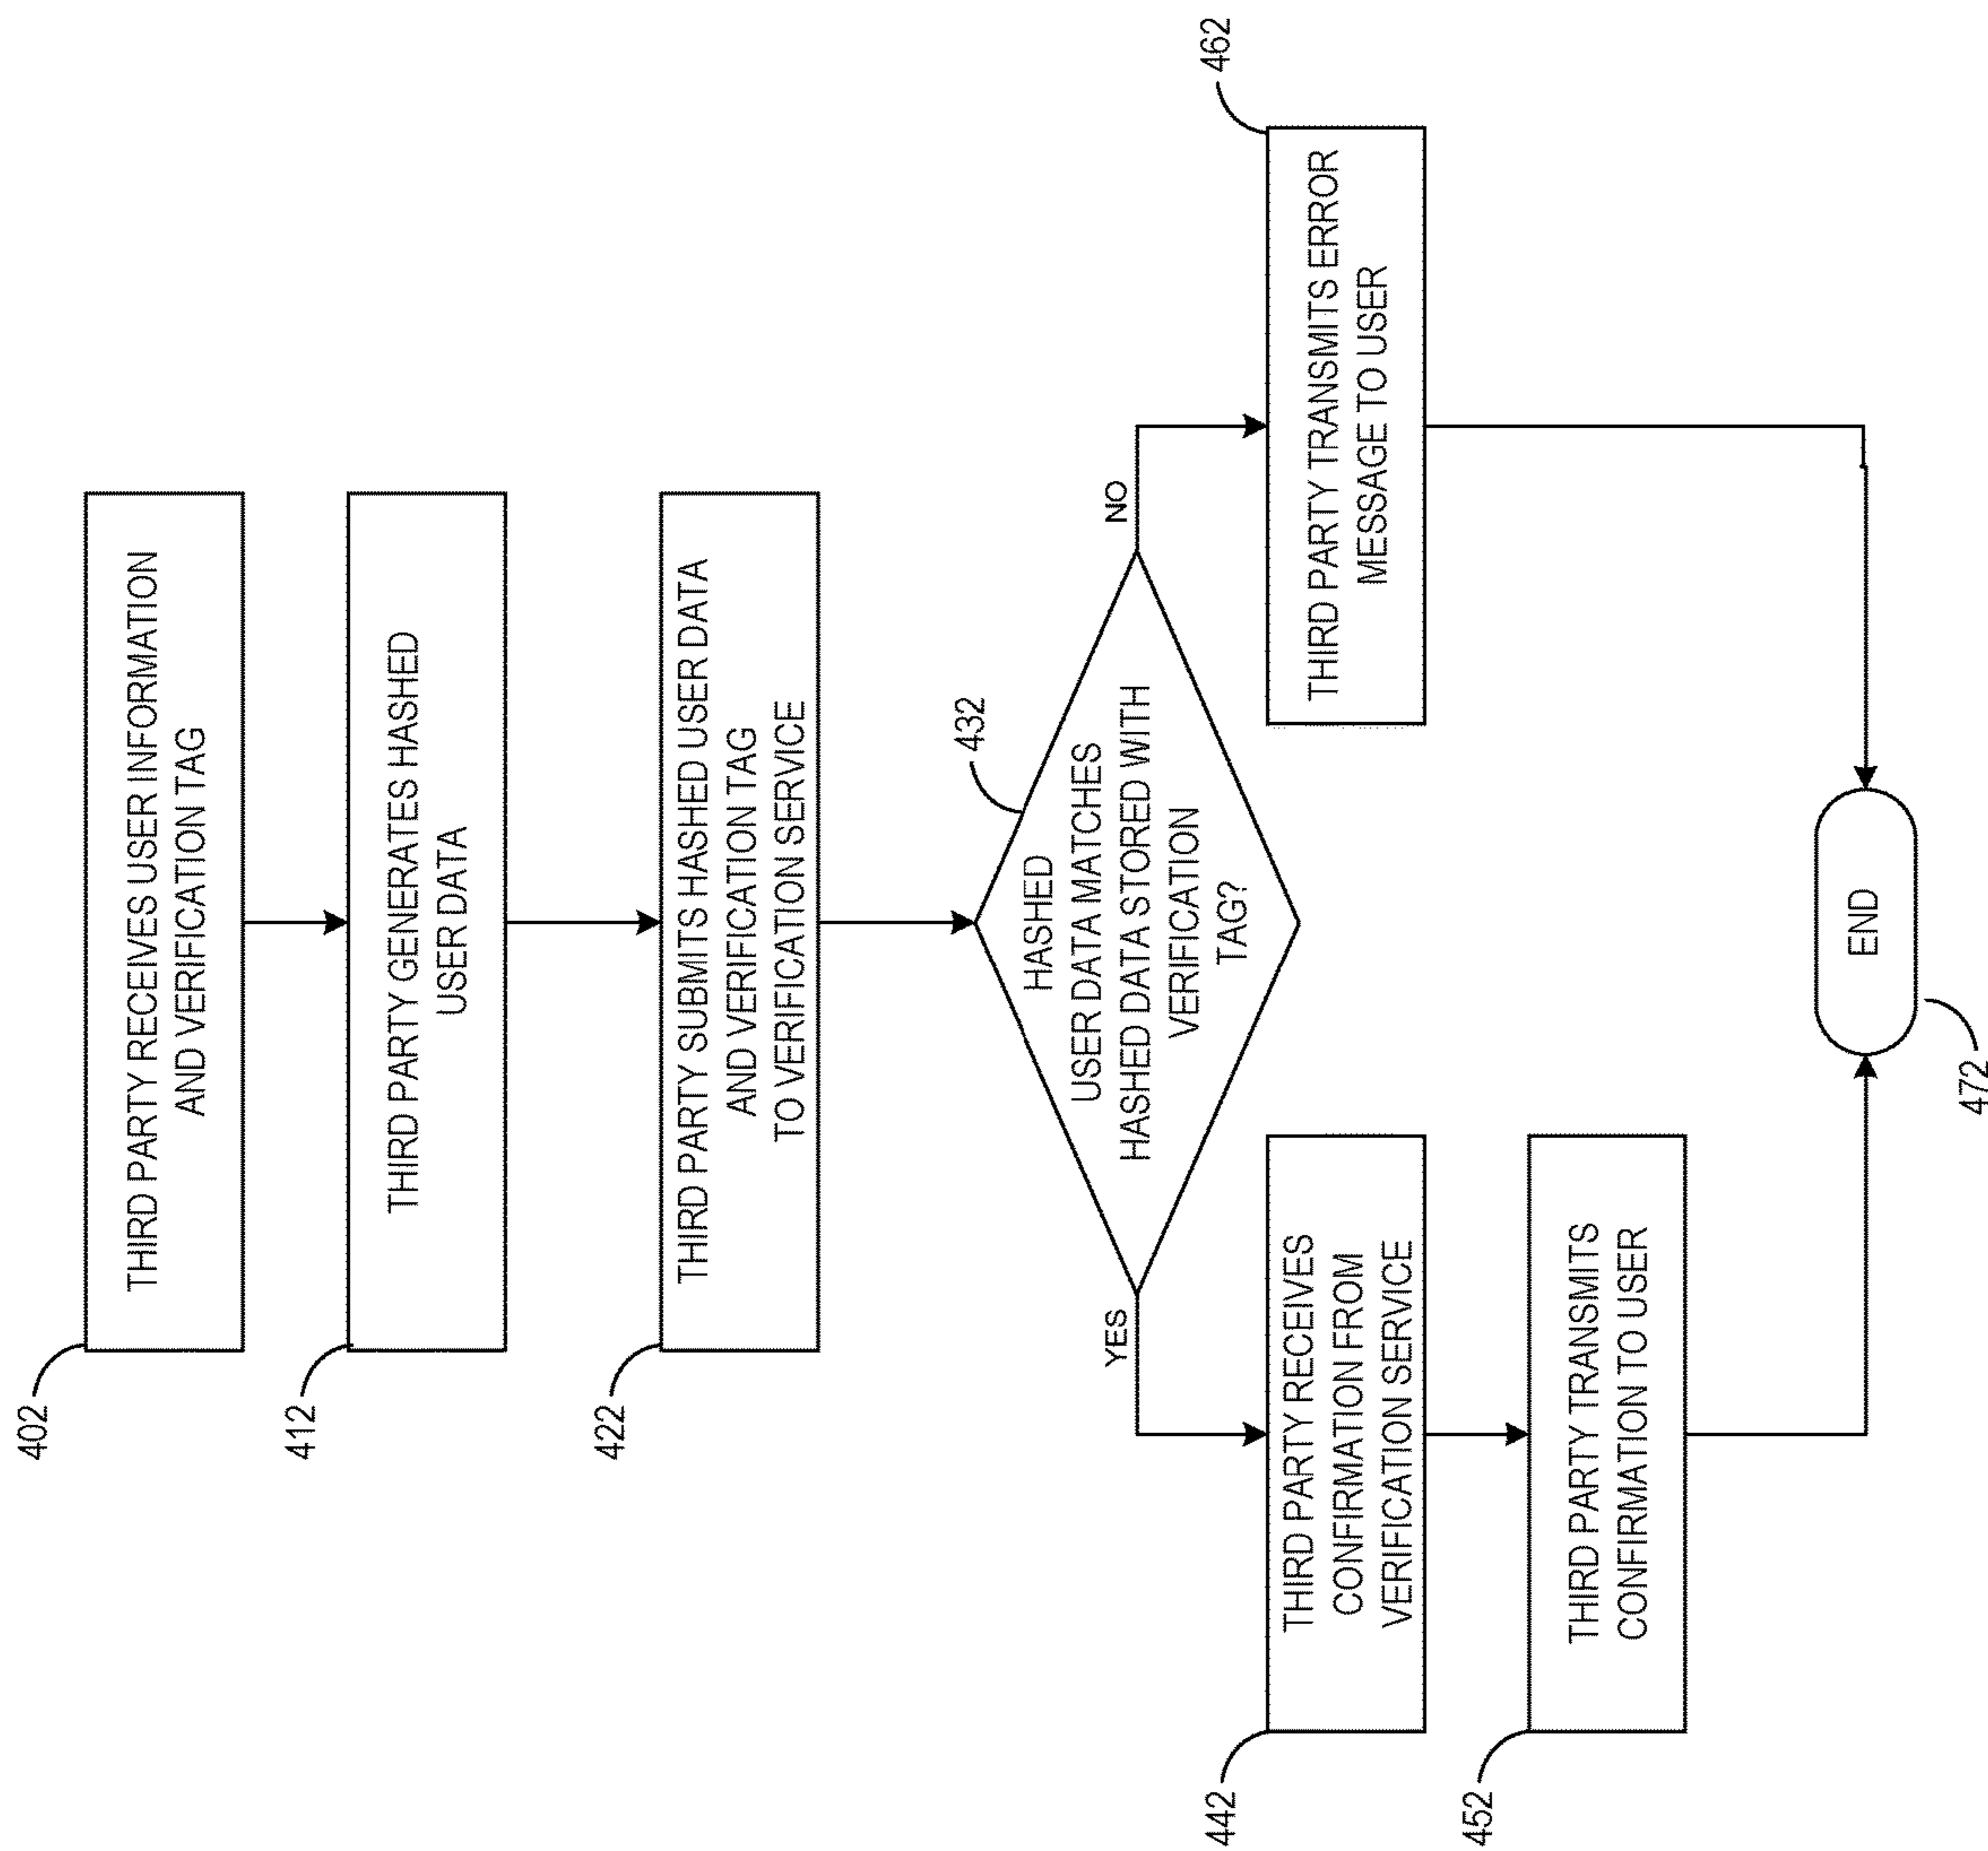 402
THIRD PARTY RECEIVES USER INFORMATION
AND VERIFICATION TAG
412
THIRD PARTY GENERATES HASHED
USER DATA
422
THIRD PARTY SUBMITS HASHED USER DATA
AND VERIFICATION TAG
TO VERIFICATION SERVICE
432
HASHED
USER DATA MATCHES
HASHED DATA STORED WITH
VERIFICATION
TAG?
YES
NO
442
THIRD PARTY RECEIVES
CONFIRMATION FROM
VERIFICATION SERVICE
462
THIRD PARTY TRANSMITS ERROR
MESSAGE TO USER
452
THIRD PARTY TRANSMITS
CONFIRMATION TO USER
END
472